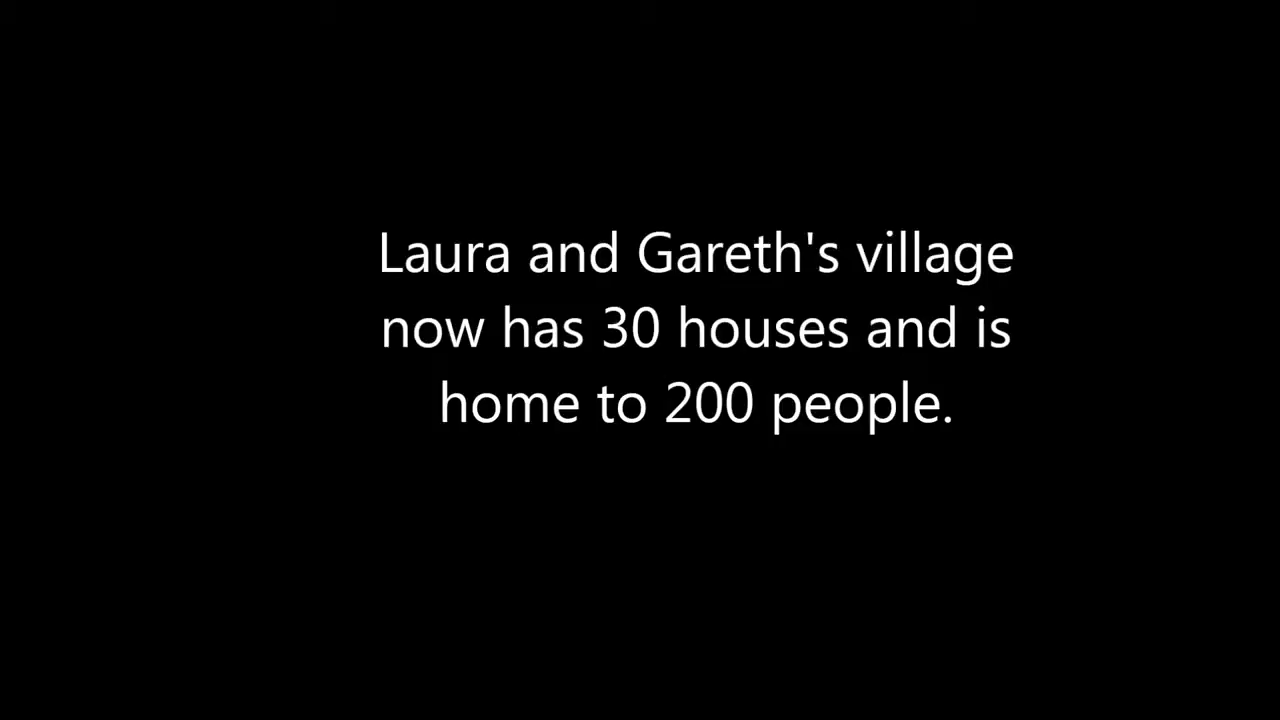 Laura and Gareth's village
now has 30 houses and is
home to 200 people.